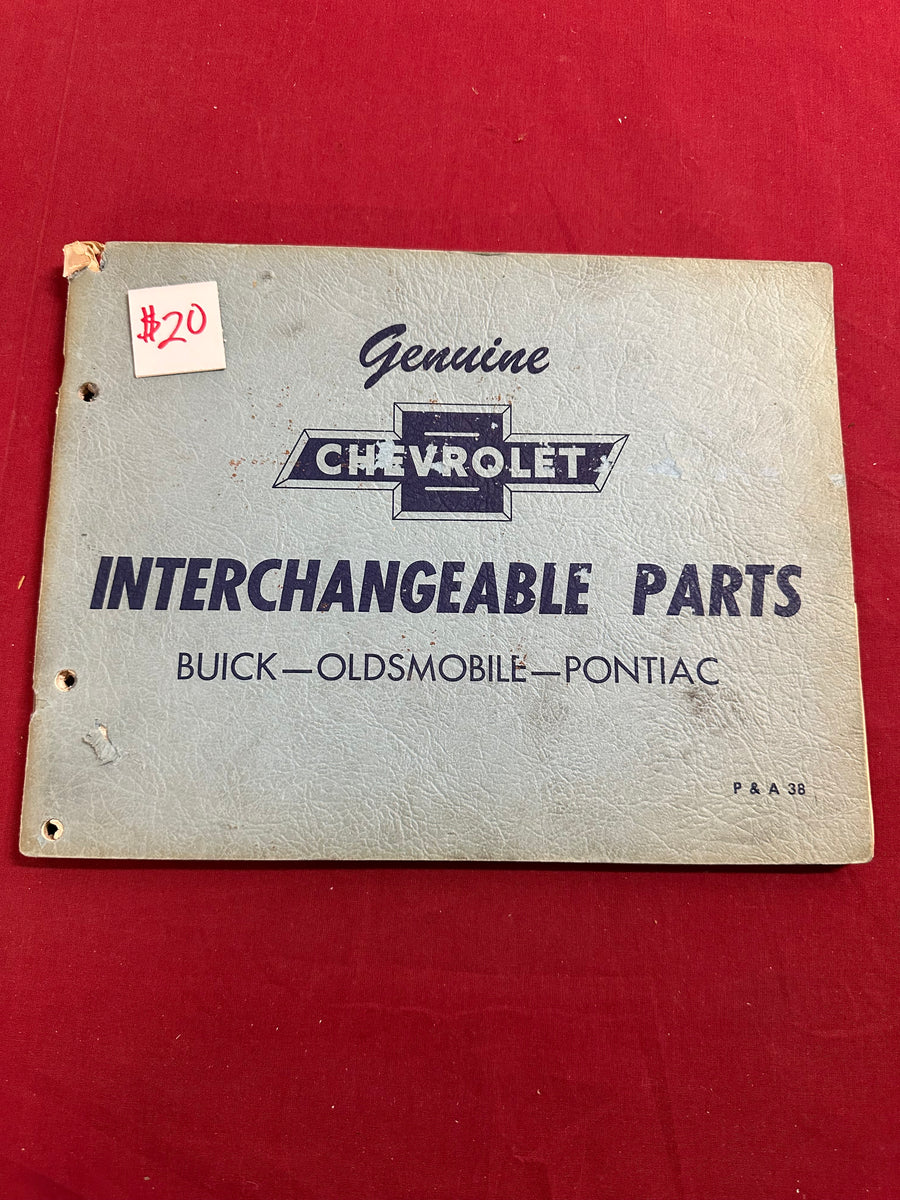 $20
Genuine
CHEVROLET
INTERCHANGEABLE PARTS
BUICK—OLDSMOBILE—PONTIAC
P & A 38